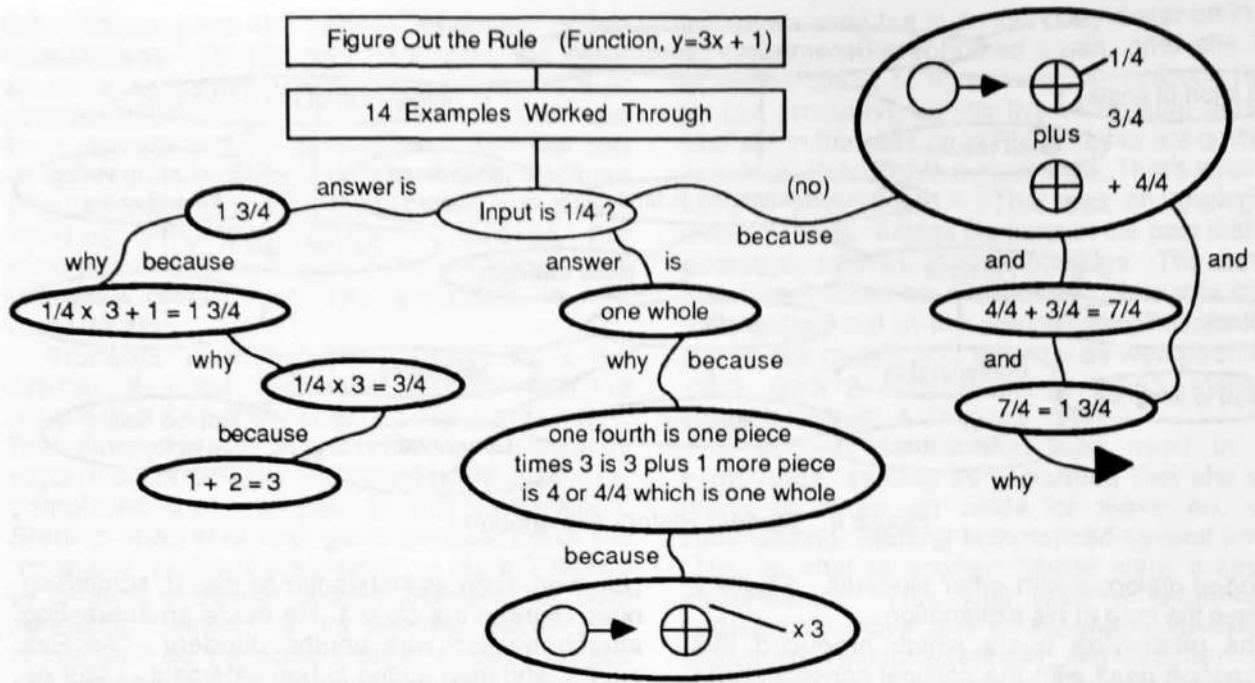 Figure Out the Rule (Function, y=3x + 1)
14 Examples Worked Through
answer is
1 3/4
Input is 1/4 ?
(no)
because
1/4
3/4
plus
+ 4/4
why because
answer is
and
and
1/4 x 3 + 1 = 1 3/4
one whole
4/4 + 3/4 = 7/4
why
why because
and
1/4 x 3 = 3/4
7/4 = 1 3/4
because
one fourth is one piece
times 3 is 3 plus 1 more piece
is 4 or 4/4 which is one whole
1 + 2 = 3
why
because
x 3